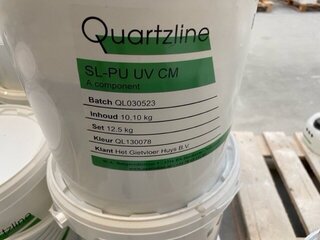 Quartzline
SL-PU UV CM
A component
Batch QL030523
Inhoud 10,10 kg
Set 12.5 kg
Kleur QL130078
Klant Het Gietvloer Huys B.V.